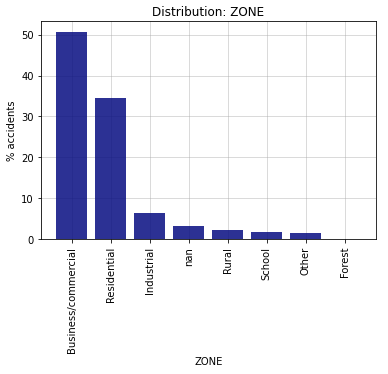 Distribution: ZONE
50
40
30
20
10
0
% accidents
Business/commercial
Residential
Industrial
nan
Rural
School
Other
Forest
ZONE